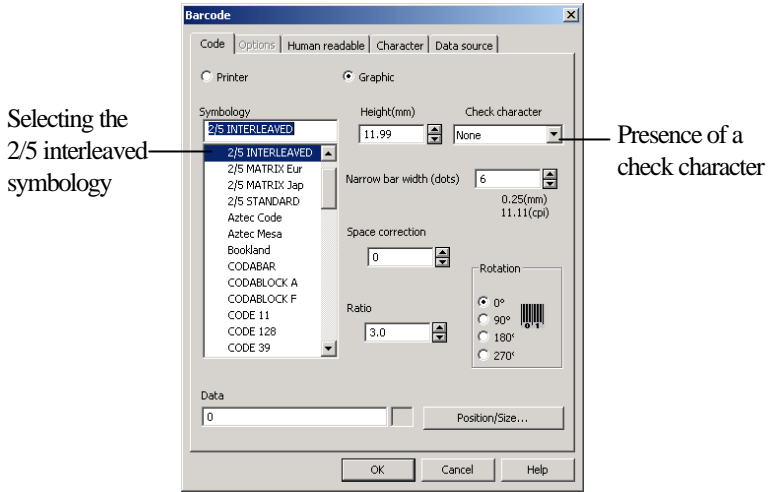 Barcode
Code Options Human readable Character Data source
Printer Graphic
Symbology Height(mm) Check character
2/5 INTERLEAVED 11.99 None
2/5 INTERLEAVED
2/5 MATRIX Eur
2/5 MATRIX Jap
2/5 STANDARD
Aztec Code
Aztec Mesa
Bookland
CODABAR
CODABLOCK A
CODABLOCK F
CODE 11
CODE 128
CODE 39
Narrow bar width (dots) 6
0.25(mm)
11.11(cpi)
Space correction
0
Ratio
3.0
Rotation
0°
90°
180°
270°
0 1
Data
0 Position/Size...
OK Cancel Help
Selecting the
2/5 interleaved
symbology
Presence of a
check character